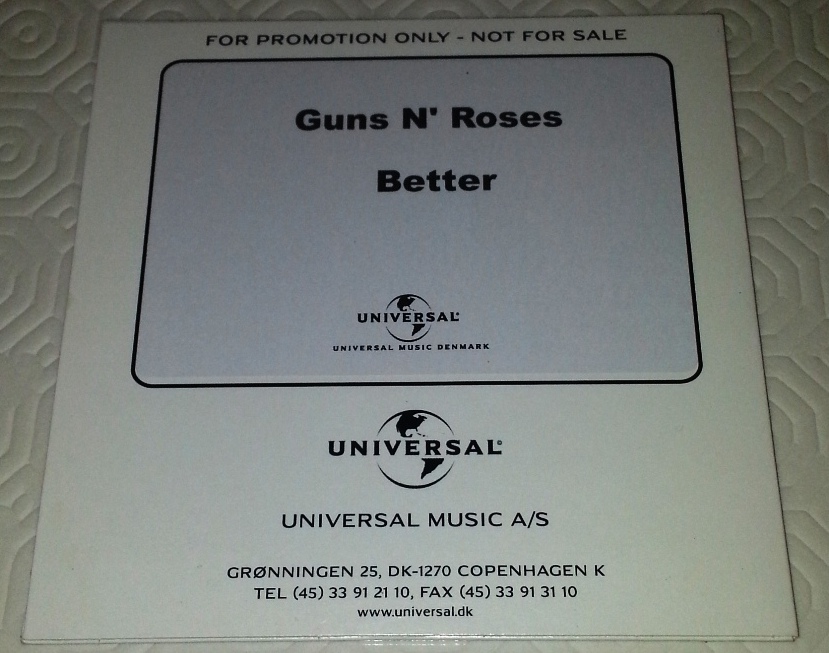 FOR PROMOTION ONLY - NOT FOR SALE
Guns N' Roses
Better
UNIVERSAL
UNIVERSAL MUSIC DENMARK
UNIVERSAL
UNIVERSAL MUSIC A/S
GRØNNINGEN 25, DK-1270 COPENHAGEN K
TEL (45) 33 91 21 10, FAX (45) 33 91 31 10
www.universal.dk